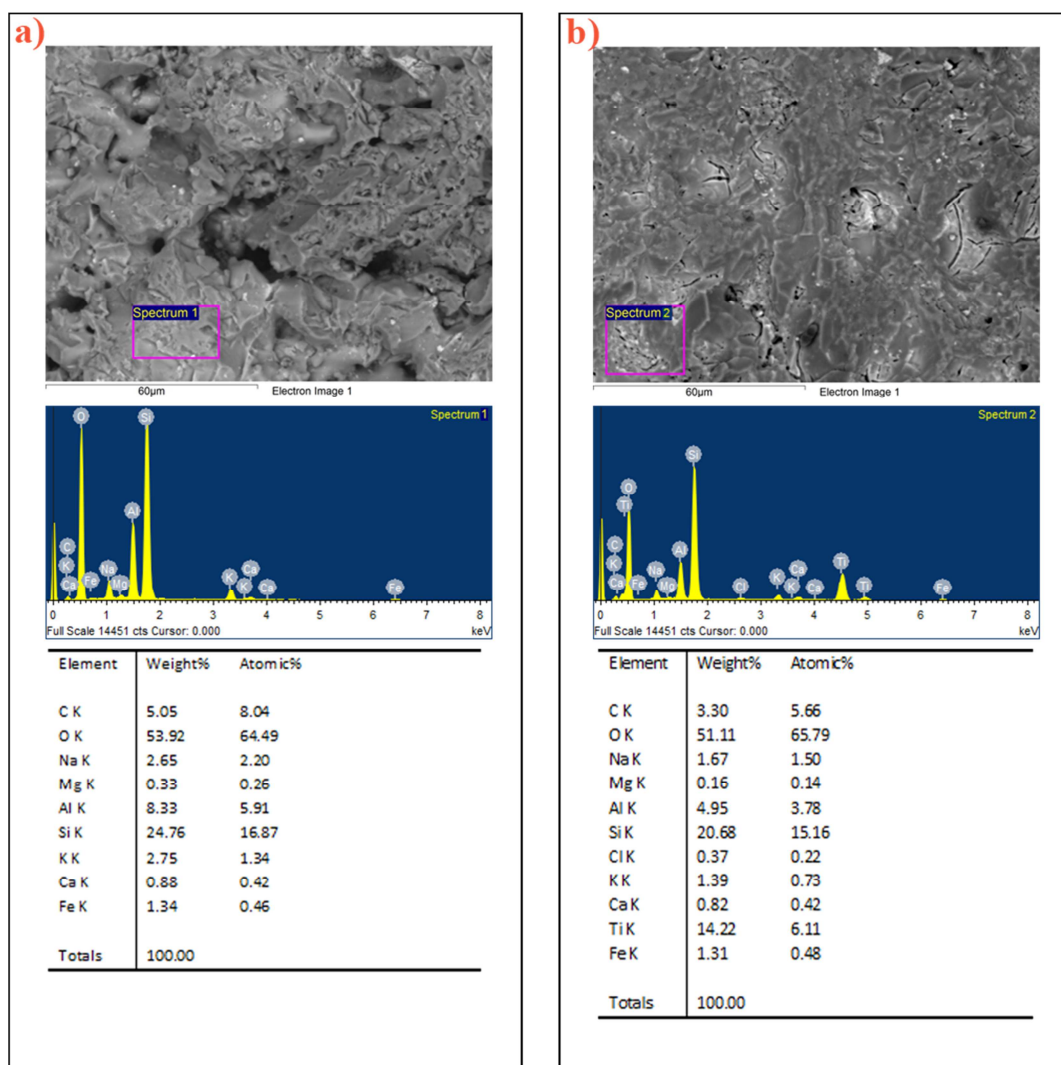 a)
Spectrum 1
60µm Electron Image 1
Spectrum 1
O Si
Al
C
K Na Ca
Ca Fe Mg K K Ca Fe
0 1 2 3 4 5 6 7 8
Full Scale 14451 cts Cursor: 0.000 keV
Element Weight% Atomic%
C K 5.05 8.04
O K 53.92 64.49
Na K 2.65 2.20
Mg K 0.33 0.26
Al K 8.33 5.91
Si K 24.76 16.87
K K 2.75 1.34
Ca K 0.88 0.42
Fe K 1.34 0.46
Totals 100.00
b)
Spectrum 2
60µm Electron Image 1
Spectrum 2
Si
O
Ti
C Al
K Na Ca Ti
Ca Fe Mg Cl K K Ca Ti Fe
0 1 2 3 4 5 6 7 8
Full Scale 14451 cts Cursor: 0.000 keV
Element Weight% Atomic%
C K 3.30 5.66
O K 51.11 65.79
Na K 1.67 1.50
Mg K 0.16 0.14
Al K 4.95 3.78
Si K 20.68 15.16
Cl K 0.37 0.22
K K 1.39 0.73
Ca K 0.82 0.42
Ti K 14.22 6.11
Fe K 1.31 0.48
Totals 100.00